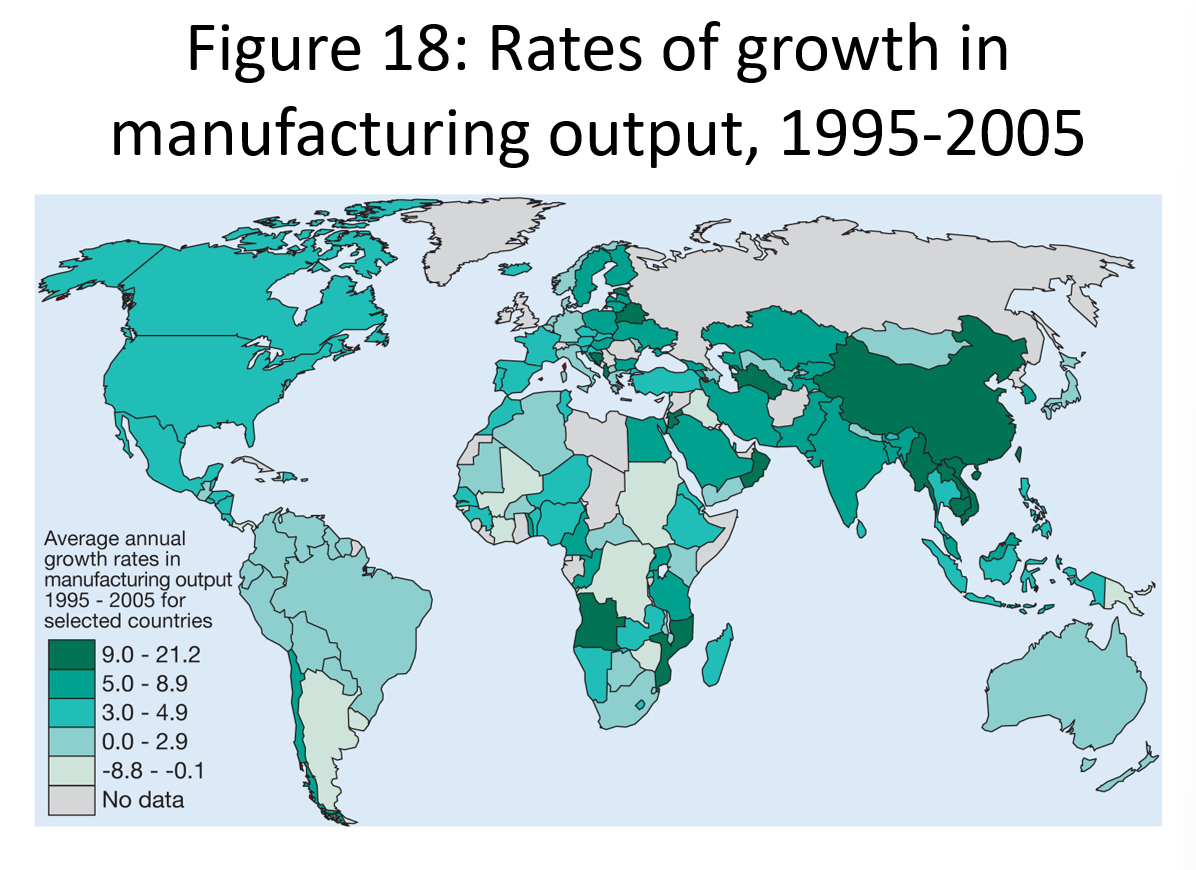 Figure 18: Rates of growth in
manufacturing output, 1995-2005
Average annual
growth rates in
manufacturing output
1995 - 2005 for
selected countries
9.0 - 21.2
5.0 - 8.9
3.0 - 4.9
0.0 - 2.9
-8.8 - -0.1
No data